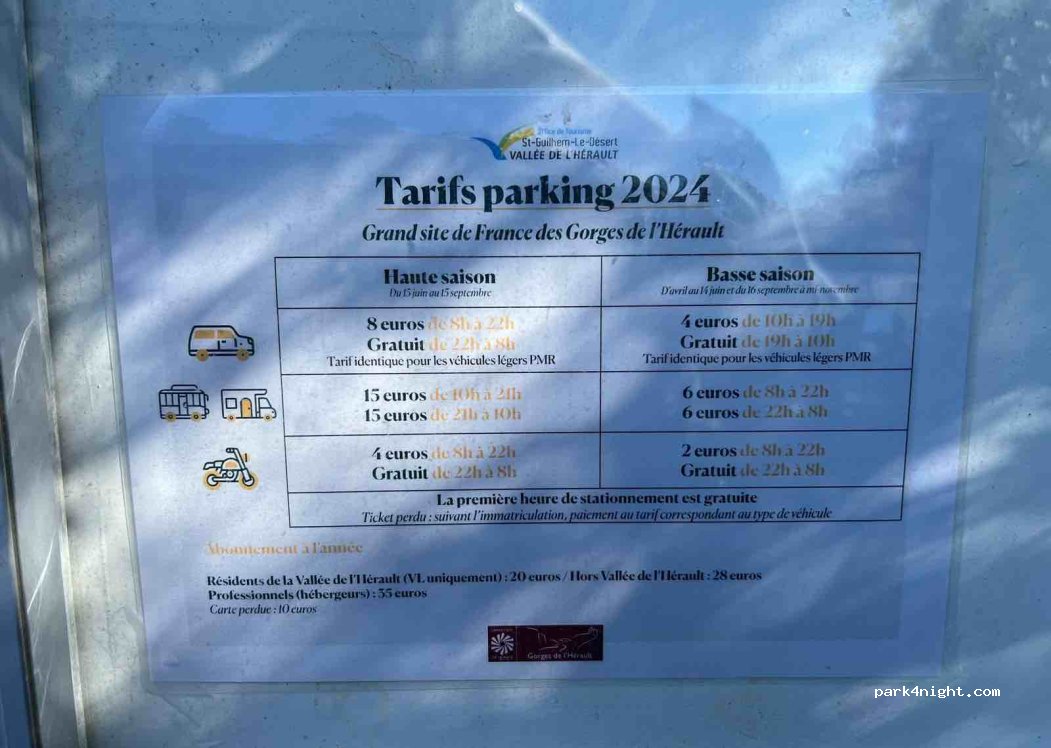 Office de Tourisme
St-Guilhem-Le-Désert
VALLÉE DE L'HÉRAULT
Tarifs parking 2024
Grand site de France des Gorges de l'Hérault
Haute saison
Du 15 juin au 15 septembre
Basse saison
D'avril au 14 juin et du 16 septembre à mi-novembre
8 euros de 8h à 22h
Gratuit de 22h à 8h
Tarif identique pour les véhicules légers PMR
4 euros de 10h à 19h
Gratuit de 19h à 10h
Tarif identique pour les véhicules légers PMR
15 euros de 10h à 21h
15 euros de 21h à 10h
6 euros de 8h à 22h
6 euros de 22h à 8h
4 euros de 8h à 22h
Gratuit de 22h à 8h
2 euros de 8h à 22h
Gratuit de 22h à 8h
La première heure de stationnement est gratuite
Ticket perdu : suivant l'immatriculation, paiement au tarif correspondant au type de véhicule
Abonnement à l'année
Résidents de la Vallée de l'Hérault (VL uniquement) : 20 euros / Hors Vallée de l'Hérault : 28 euros
Professionnels (hébergeurs) : 55 euros
Carte perdue : 10 euros
Gorges de l'Hérault
park4night.com